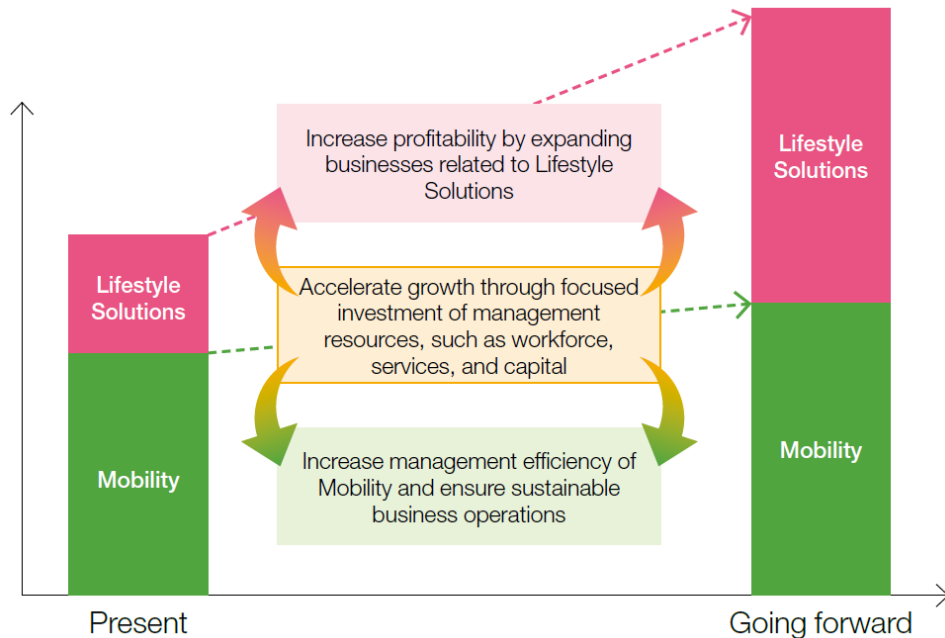 Increase profitability by expanding
businesses related to Lifestyle
Solutions
Lifestyle
Solutions
Lifestyle
Solutions
Accelerate growth through focused
investment of management
resources, such as workforce,
services, and capital
Mobility
Mobility
Increase management efficiency of
Mobility and ensure sustainable
business operations
Present
Going forward